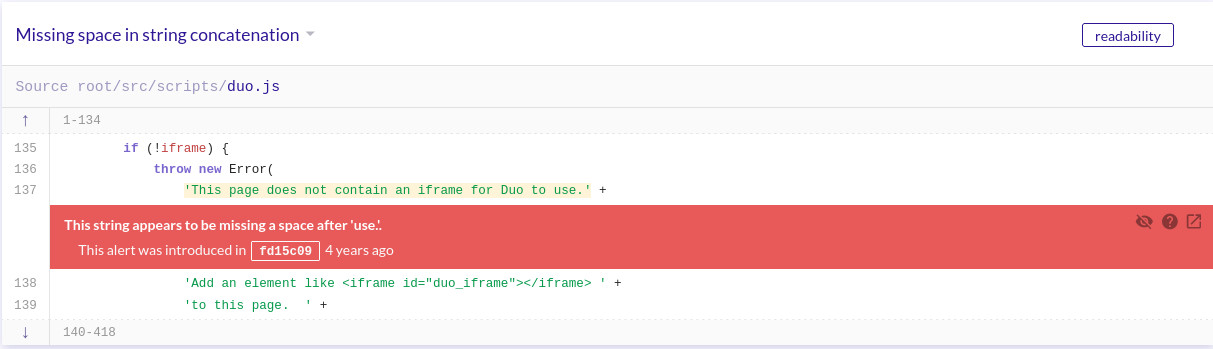 Missing space in string concatenation
readability
Source root/src/scripts/duo.js
↑ 1-134
135 if (!iframe) {
136 throw new Error(
137 'This page does not contain an iframe for Duo to use.' +
This string appears to be missing a space after 'use.'.
This alert was introduced in fd15c09 4 years ago
138 'Add an element like <iframe id="duo_iframe"></iframe> ' +
139 'to this page.  ' +
↓ 140-418